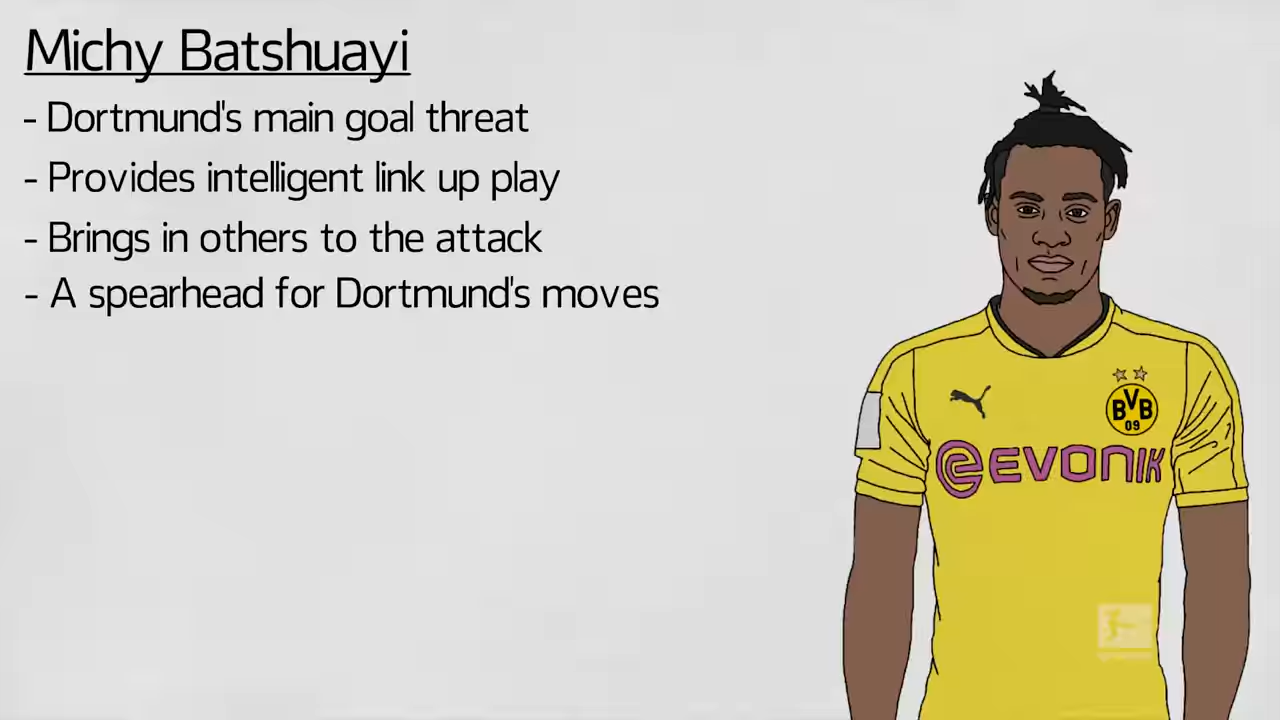 Michy Batshuayi
- Dortmund's main goal threat
- Provides intelligent link up play
- Brings in others to the attack
- A spearhead for Dortmund's moves
BVB
09
EVONIK